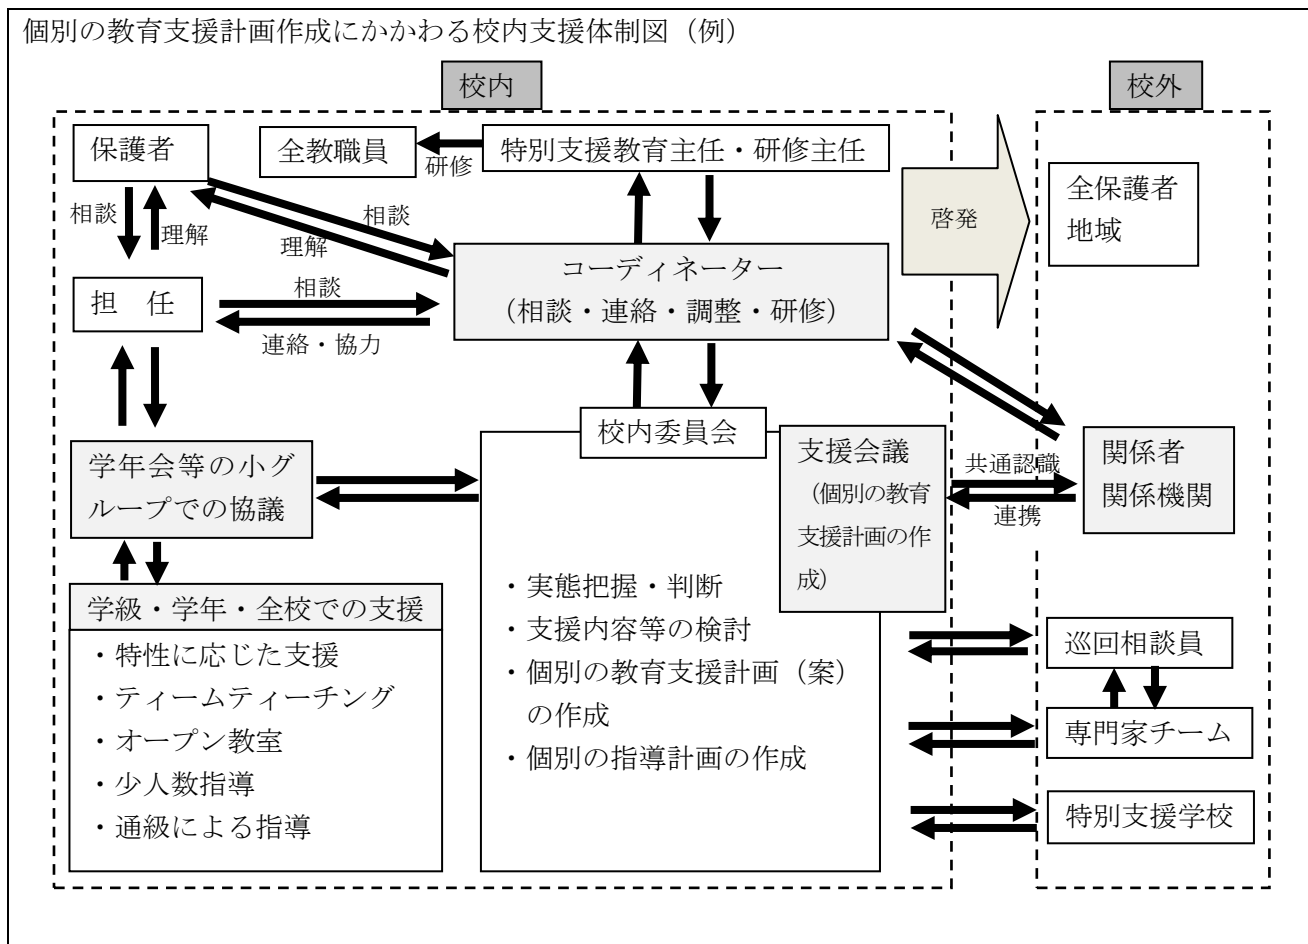 個別の教育支援計画作成にかかわる校内支援体制図（例）
校内
校外
保護者
全教職員
研修
特別支援教育主任・研修主任
全保護者
地域
啓発
相談
理解
相談
理解
コーディネーター
（相談・連絡・調整・研修）
担　任
相談
連絡・協力
校内委員会
学年会等の小グ
ループでの協議
支援会議
（個別の教育
支援計画の作
成）
共通認識
連携
関係者
関係機関
学級・学年・全校での支援
・特性に応じた支援
・ティームティーチング
・オープン教室
・少人数指導
・通級による指導
・実態把握・判断
・支援内容等の検討
・個別の教育支援計画（案）
の作成
・個別の指導計画の作成
巡回相談員
専門家チーム
特別支援学校